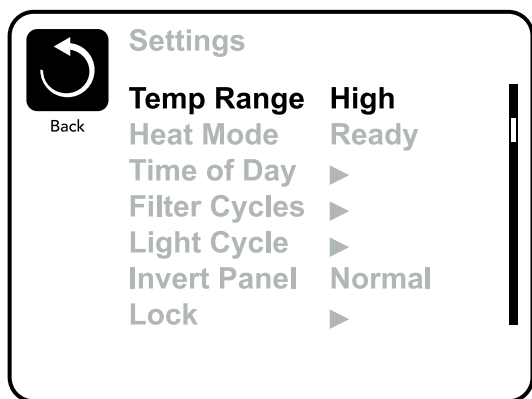 Settings
Back
Temp Range High
Heat Mode Ready
Time of Day ▶
Filter Cycles ▶
Light Cycle ▶
Invert Panel Normal
Lock ▶